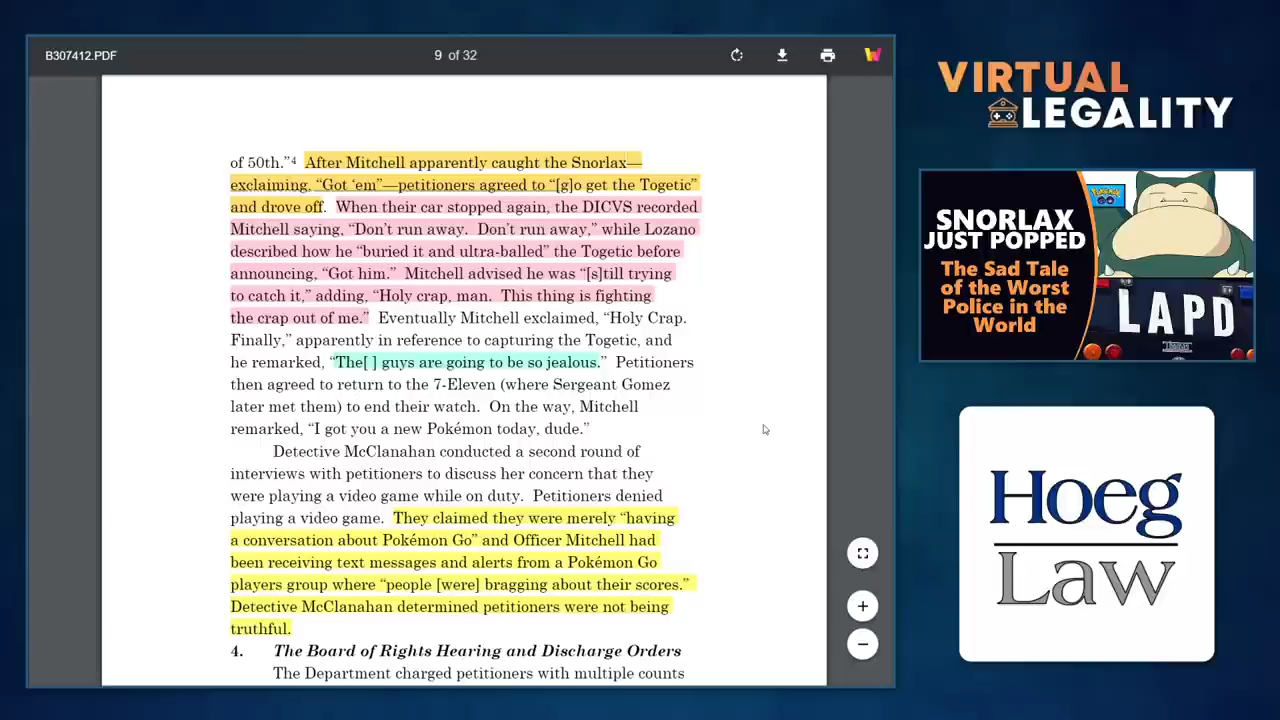 B307412.PDF
9 of 32
of 50th.”⁴ After Mitchell apparently caught the Snorlax—
exclaiming, “Got ‘em”—petitioners agreed to “[g]o get the Togetic”
and drove off. When their car stopped again, the DICVS recorded
Mitchell saying, “Don’t run away. Don’t run away,” while Lozano
described how he “buried it and ultra-balled” the Togetic before
announcing, “Got him.” Mitchell advised he was “[s]till trying
to catch it,” adding, “Holy crap, man. This thing is fighting
the crap out of me.” Eventually Mitchell exclaimed, “Holy Crap.
Finally,” apparently in reference to capturing the Togetic, and
he remarked, “The[ ] guys are going to be so jealous.” Petitioners
then agreed to return to the 7-Eleven (where Sergeant Gomez
later met them) to end their watch. On the way, Mitchell
remarked, “I got you a new Pokémon today, dude.”
Detective McClanahan conducted a second round of
interviews with petitioners to discuss her concern that they
were playing a video game while on duty. Petitioners denied
playing a video game. They claimed they were merely “having
a conversation about Pokémon Go” and Officer Mitchell had
been receiving text messages and alerts from a Pokémon Go
players group where “people [were] bragging about their scores.”
Detective McClanahan determined petitioners were not being
truthful.
4. The Board of Rights Hearing and Discharge Orders
The Department charged petitioners with multiple counts
VIRTUAL
LEGALITY
SNORLAX
JUST POPPED
The Sad Tale
of the Worst
Police in the
World
LAPD
Hoeg
Law